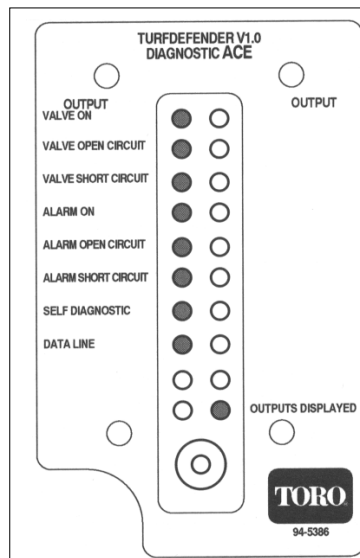 TURFDEFENDER V1.0
DIAGNOSTIC ACE
OUTPUT
OUTPUT
VALVE ON
VALVE OPEN CIRCUIT
VALVE SHORT CIRCUIT
ALARM ON
ALARM OPEN CIRCUIT
ALARM SHORT CIRCUIT
SELF DIAGNOSTIC
DATA LINE
OUTPUTS DISPLAYED
TORO
94-5386